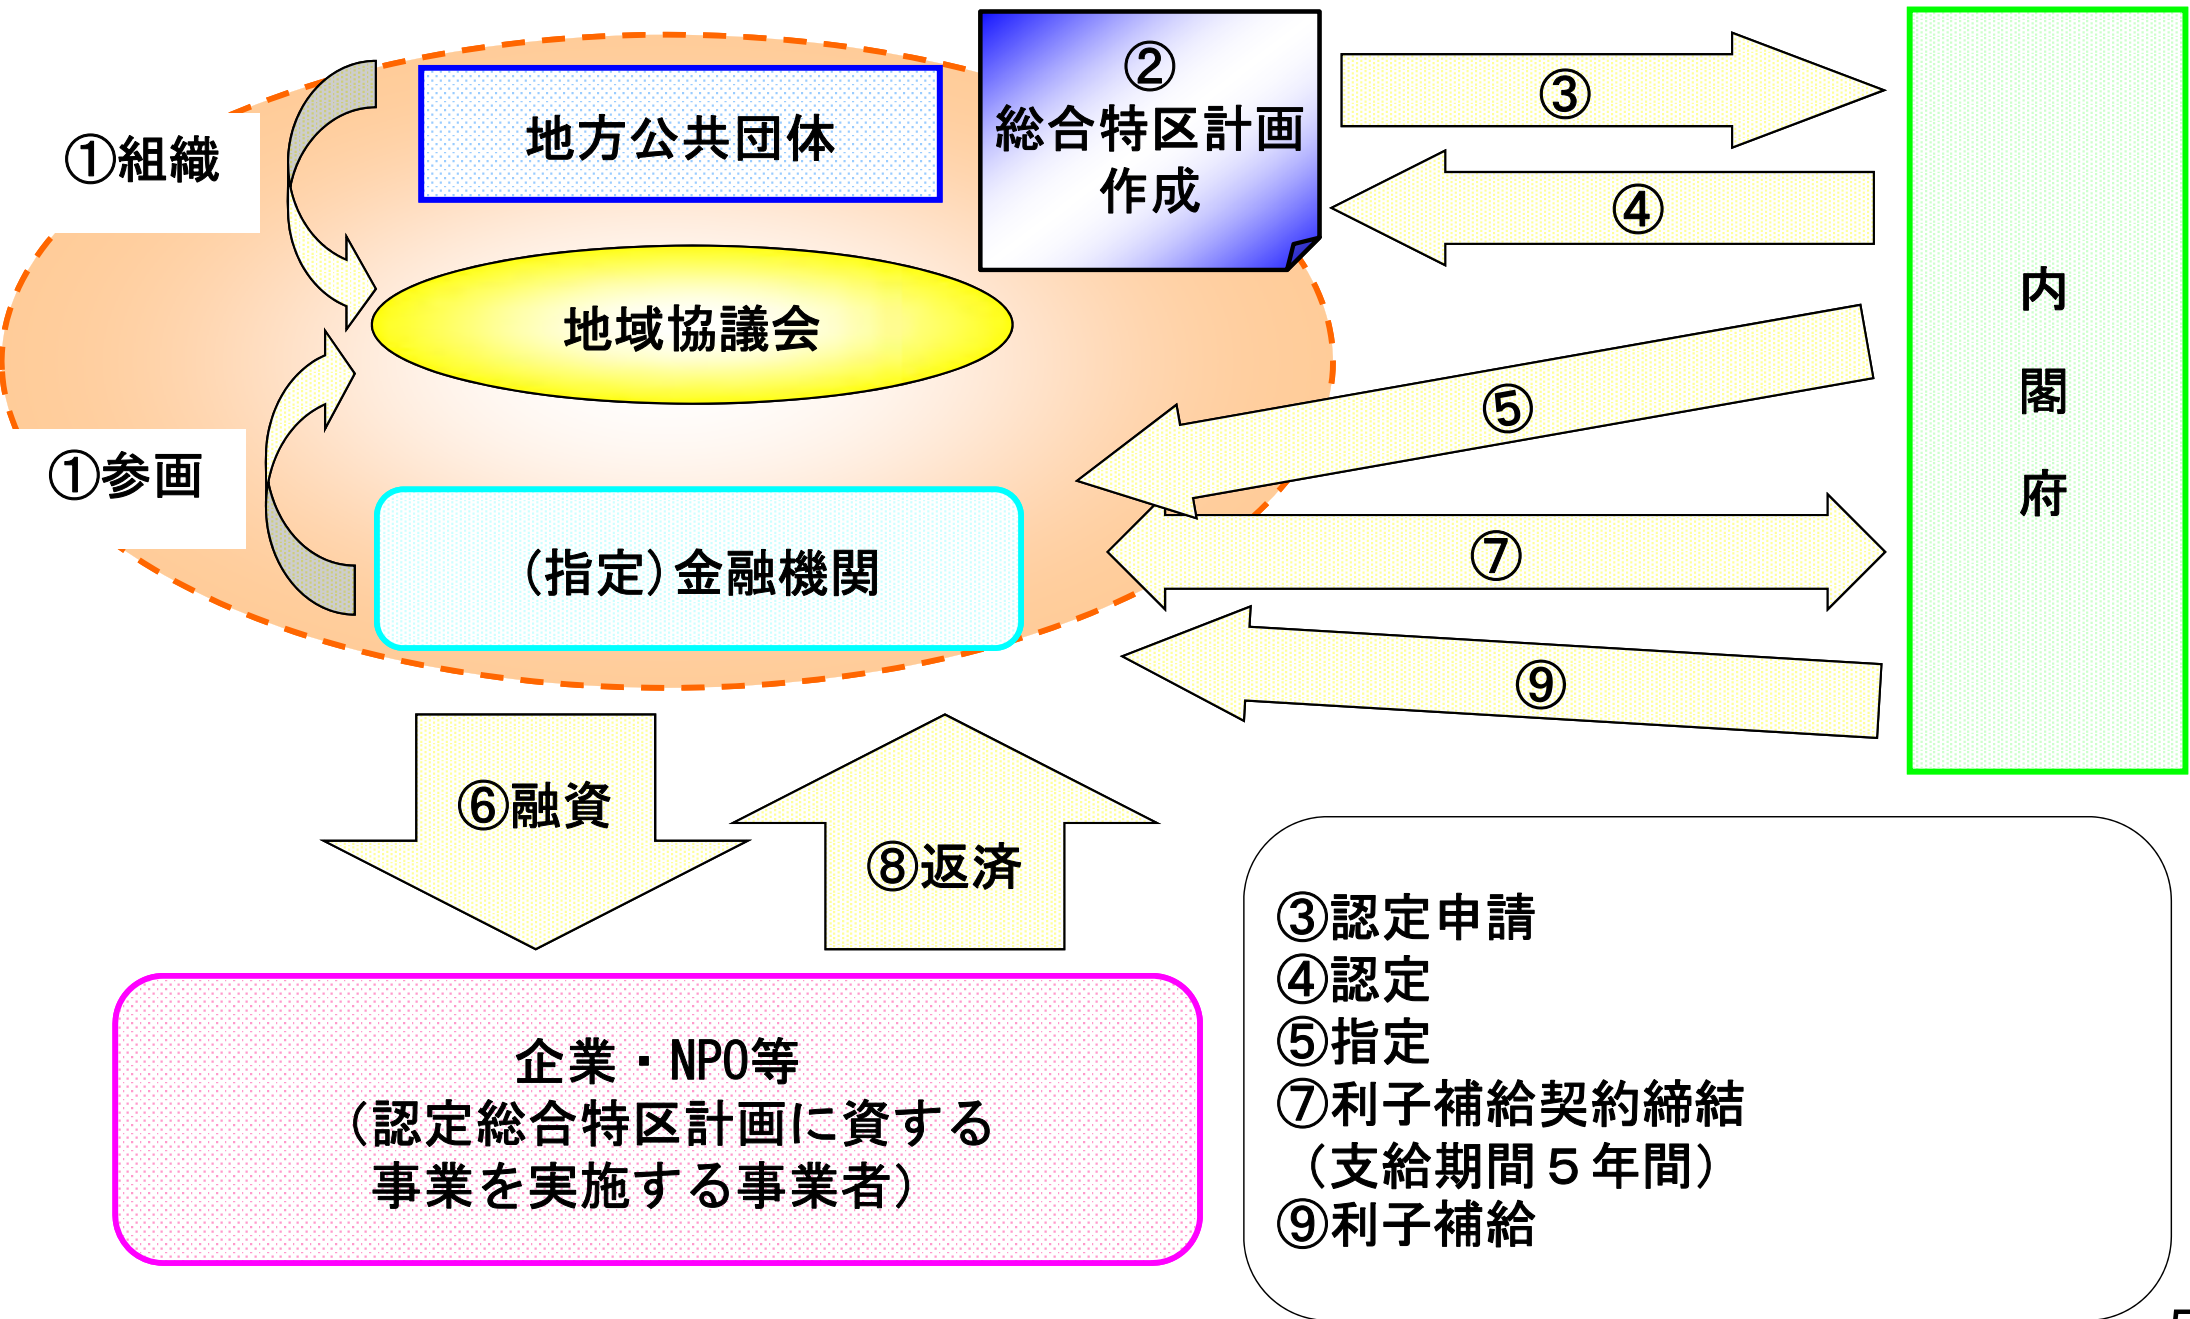 ①組織
地方公共団体
②
総合特区計画
作成
③
④
地域協議会
⑤
①参画
(指定)金融機関
⑦
⑨
内
閣
府
⑥融資
⑧返済
企業・NPO等
(認定総合特区計画に資する
事業を実施する事業者)
③認定申請
④認定
⑤指定
⑦利子補給契約締結
(支給期間５年間)
⑨利子補給